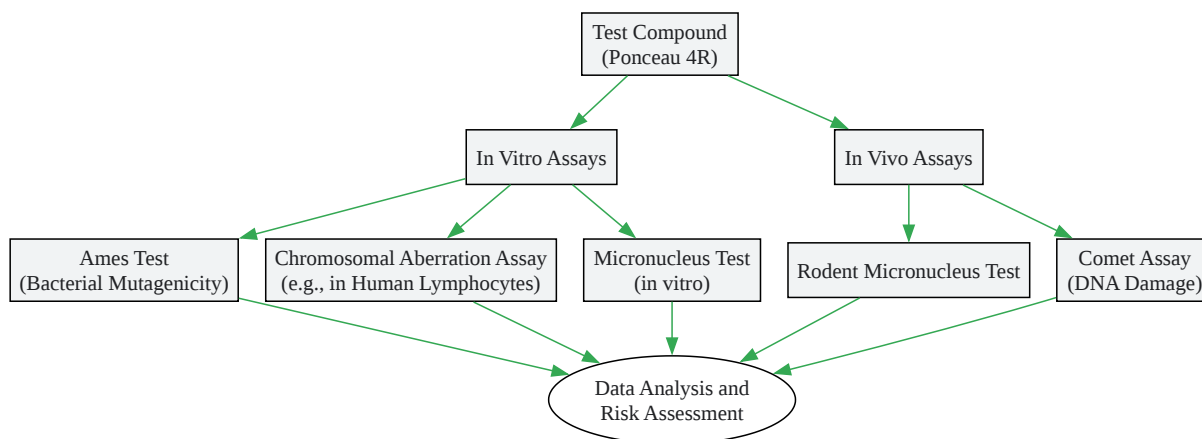 Test Compound
(Ponceau 4R)
In Vitro Assays
In Vivo Assays
Ames Test
(Bacterial Mutagenicity)
Chromosomal Aberration Assay
(e.g., in Human Lymphocytes)
Micronucleus Test
(in vitro)
Rodent Micronucleus Test
Comet Assay
(DNA Damage)
Data Analysis and
Risk Assessment